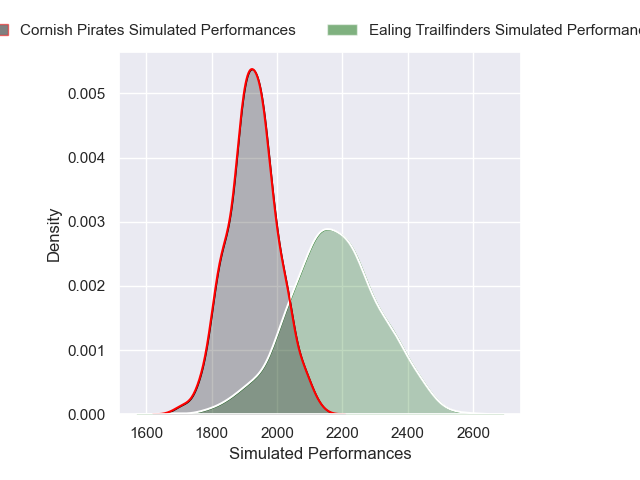 Cornish Pirates Simulated Performances Ealing Trailfinders Simulated
0.005
0.004
0.003
0.002
0.001
0.000
Density
1600 1800 2000 2200 2400 2600
Simulated Performances